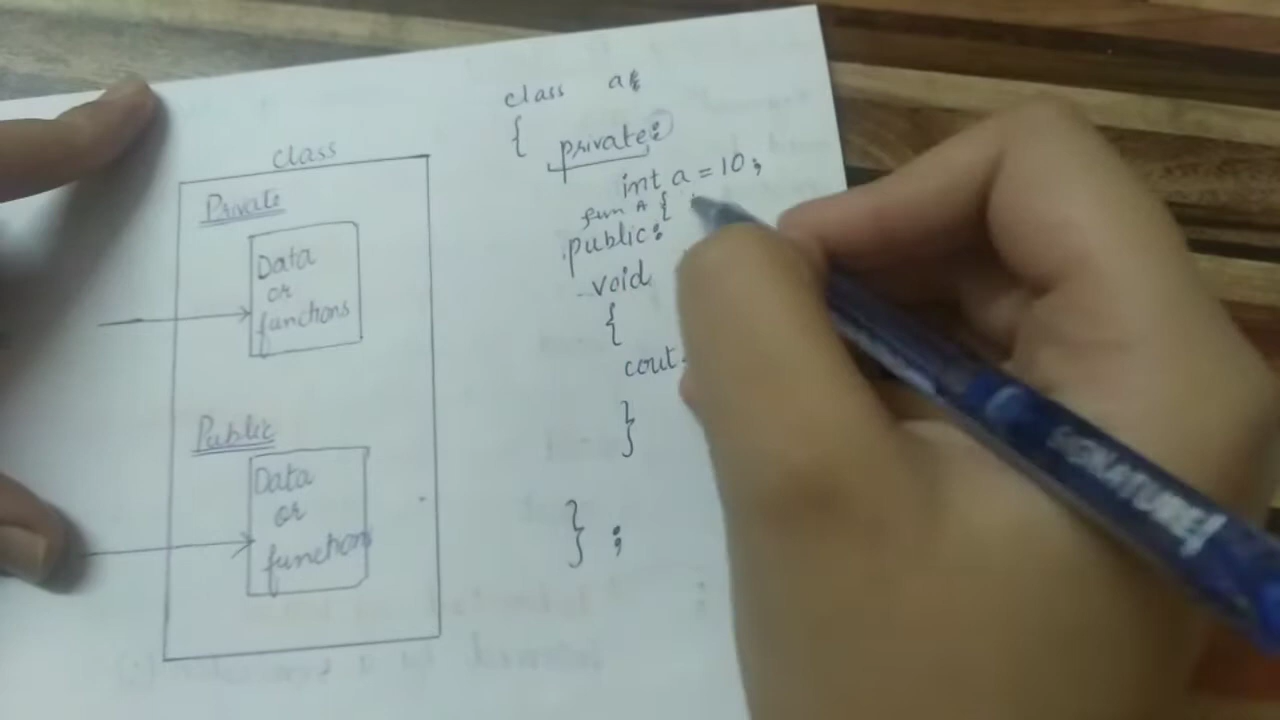 class
Private
Data
or
functions
Public
Data
or
functions
class a
{ private:
int a = 10;
fun A {
public:
void
{
cout
}
} ;
SIGNATURE!